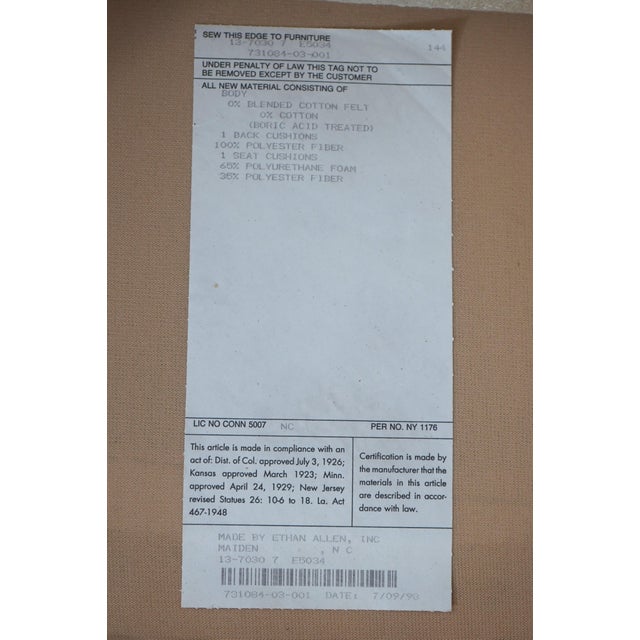 SEW THIS EDGE TO FURNITURE
13-7030 7 E5034 144
731084-03-001
UNDER PENALTY OF LAW THIS TAG NOT TO
BE REMOVED EXCEPT BY THE CUSTOMER
ALL NEW MATERIAL CONSISTING OF
BODY
0% BLENDED COTTON FELT
0% COTTON
(BORIC ACID TREATED)
1 BACK CUSHIONS
100% POLYESTER FIBER
1 SEAT CUSHIONS
65% POLYURETHANE FOAM
35% POLYESTER FIBER
LIC NO CONN 5007 NC PER NO. NY 1176
This article is made in compliance with an
act of: Dist. of Col. approved July 3, 1926;
Kansas approved March 1923; Minn.
approved April 24, 1929; New Jersey
revised Statues 26: 10-6 to 18. La. Act
467-1948
Certification is made by
the manufacturer that the
materials in this article
are described in accor-
dance with law.
MADE BY ETHAN ALLEN, INC
MAIDEN , N C
13-7030 7 E5034
731084-03-001 DATE: 7/09/98